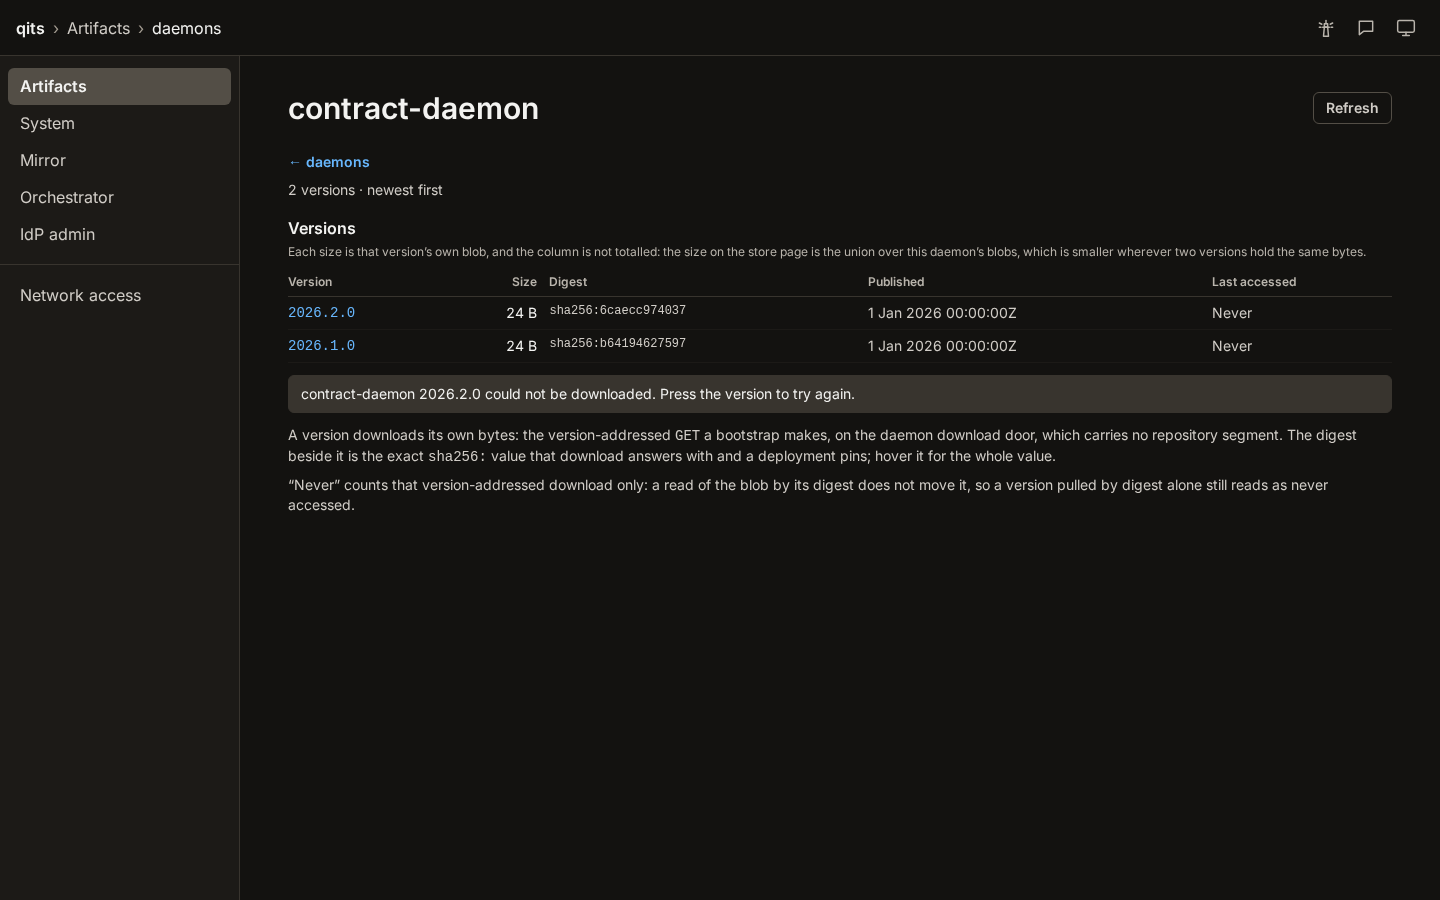 qits › Artifacts › daemons
Artifacts
System
Mirror
Orchestrator
IdP admin
Network access
contract-daemon
Refresh
← daemons
2 versions · newest first
Versions
Each size is that version’s own blob, and the column is not totalled: the size on the store page is the union over this daemon’s blobs, which is smaller wherever two versions hold the same bytes.
Version Size Digest Published Last accessed
2026.2.0 24 B sha256:6caecc974037 1 Jan 2026 00:00:00Z Never
2026.1.0 24 B sha256:b64194627597 1 Jan 2026 00:00:00Z Never
contract-daemon 2026.2.0 could not be downloaded. Press the version to try again.
A version downloads its own bytes: the version-addressed GET a bootstrap makes, on the daemon download door, which carries no repository segment. The digest
beside it is the exact sha256: value that download answers with and a deployment pins; hover it for the whole value.
“Never” counts that version-addressed download only: a read of the blob by its digest does not move it, so a version pulled by digest alone still reads as never
accessed.